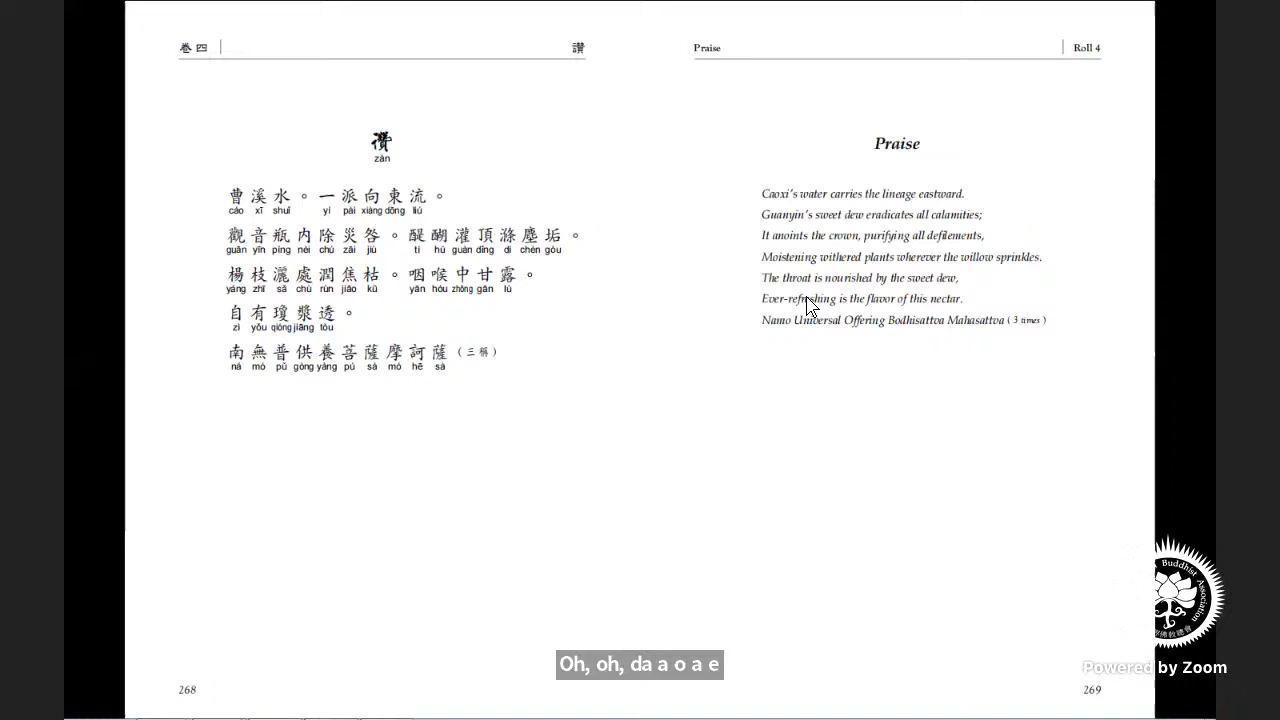 卷四
讚
讚
zàn
曹溪水。一派向東流。
cáo xī shuǐ yí pài xiàng dōng liú
觀音瓶內除災咎。醍醐灌頂滌塵垢。
guān yīn píng nèi chú zāi jiù tí hú guàn dǐng dí chén gòu
楊枝灑處潤焦枯。咽喉中甘露。
yáng zhī sǎ chù rùn jiāo kū yān hóu zhōng gān lù
自有瓊漿透。
zì yǒu qióng jiāng tòu
南無普供養菩薩摩訶薩（三稱）
ná mó pǔ gòng yǎng pú sà mó hē sà
268
Praise
Roll 4
Praise
Caoxi's water carries the lineage eastward.
Guanyin's sweet dew eradicates all calamities;
It anoints the crown, purifying all defilements,
Moistening withered plants wherever the willow sprinkles.
The throat is nourished by the sweet dew,
Ever-refreshing is the flavor of this nectar.
Namo Universal Offering Bodhisattva Mahasattva ( 3 times )
269
Buddhist Association
Oh, oh, da a o a e
Powered by Zoom